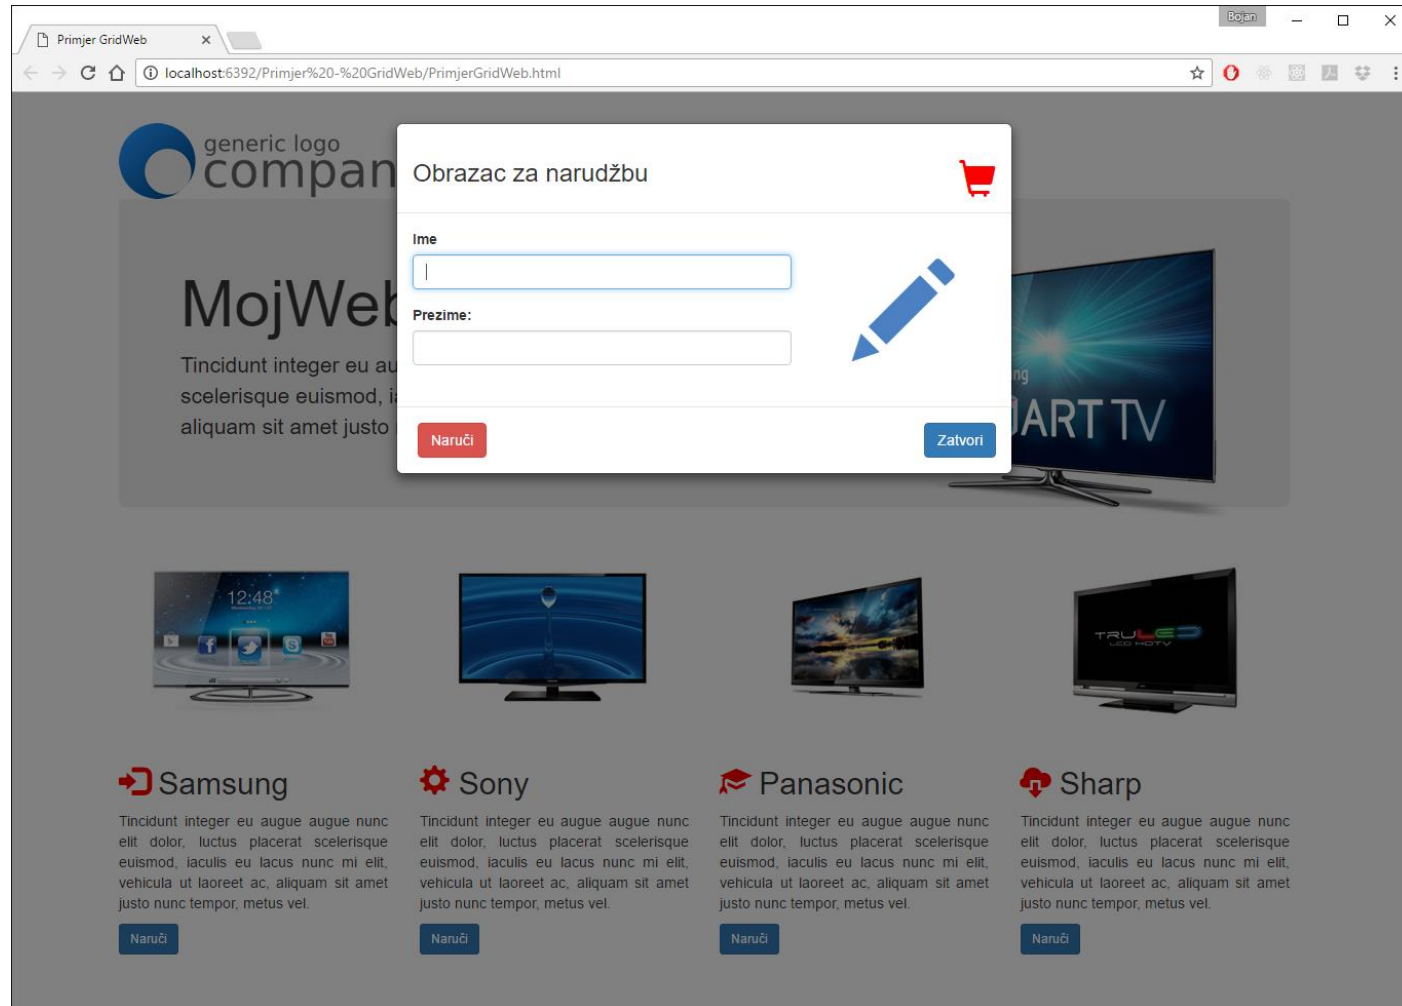 Bojan
Primjer GridWeb
localhost:6392/Primjer%20-%20GridWeb/PrimjerGridWeb.html
generic logo
compan
Obrazac za narudžbu
Ime
Prezime:
Naruči
Zatvori
MojWeb
Tincidunt integer eu au
scelerisque euismod, ia
aliquam sit amet justo
ng
ART TV
12:48
TRULED
LED HDTV
Samsung
Tincidunt integer eu augue augue nunc
elit dolor, luctus placerat scelerisque
euismod, iaculis eu lacus nunc mi elit,
vehicula ut laoreet ac, aliquam sit amet
justo nunc tempor, metus vel.
Naruči
Sony
Tincidunt integer eu augue augue nunc
elit dolor, luctus placerat scelerisque
euismod, iaculis eu lacus nunc mi elit,
vehicula ut laoreet ac, aliquam sit amet
justo nunc tempor, metus vel.
Naruči
Panasonic
Tincidunt integer eu augue augue nunc
elit dolor, luctus placerat scelerisque
euismod, iaculis eu lacus nunc mi elit,
vehicula ut laoreet ac, aliquam sit amet
justo nunc tempor, metus vel.
Naruči
Sharp
Tincidunt integer eu augue augue nunc
elit dolor, luctus placerat scelerisque
euismod, iaculis eu lacus nunc mi elit,
vehicula ut laoreet ac, aliquam sit amet
justo nunc tempor, metus vel.
Naruči